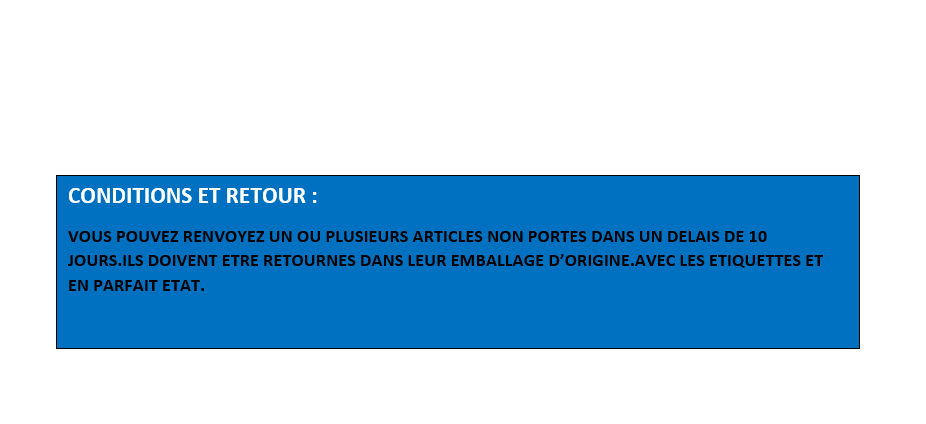 CONDITIONS ET RETOUR :
VOUS POUVEZ RENVOYEZ UN OU PLUSIEURS ARTICLES NON PORTES DANS UN DELAIS DE 10
JOURS.ILS DOIVENT ETRE RETOURNES DANS LEUR EMBALLAGE D’ORIGINE.AVEC LES ETIQUETTES ET
EN PARFAIT ETAT.